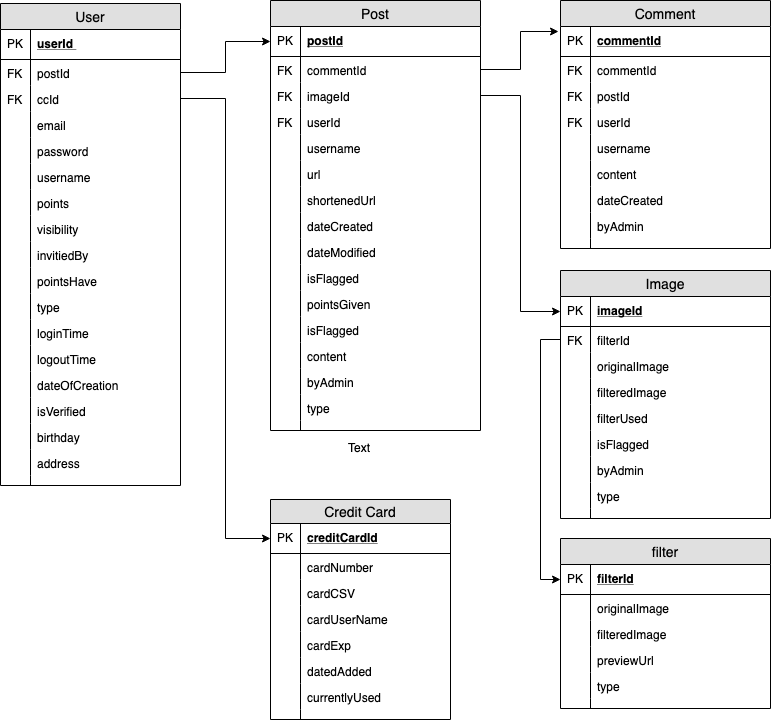 User
PK userId
FK postId
FK ccId
email
password
username
points
visibility
invitiedBy
pointsHave
type
loginTime
logoutTime
dateOfCreation
isVerified
birthday
address
Post
PK postId
FK commentId
FK imageId
FK userId
username
url
shortenedUrl
dateCreated
dateModified
isFlagged
pointsGiven
isFlagged
content
byAdmin
type
Text
Credit Card
PK creditCardId
cardNumber
cardCSV
cardUserName
cardExp
datedAdded
currentlyUsed
Comment
PK commentId
FK commentId
FK postId
FK userId
username
content
dateCreated
byAdmin
Image
PK imageId
FK filterId
originalImage
filteredImage
filterUsed
isFlagged
byAdmin
type
filter
PK filterId
originalImage
filteredImage
previewUrl
type